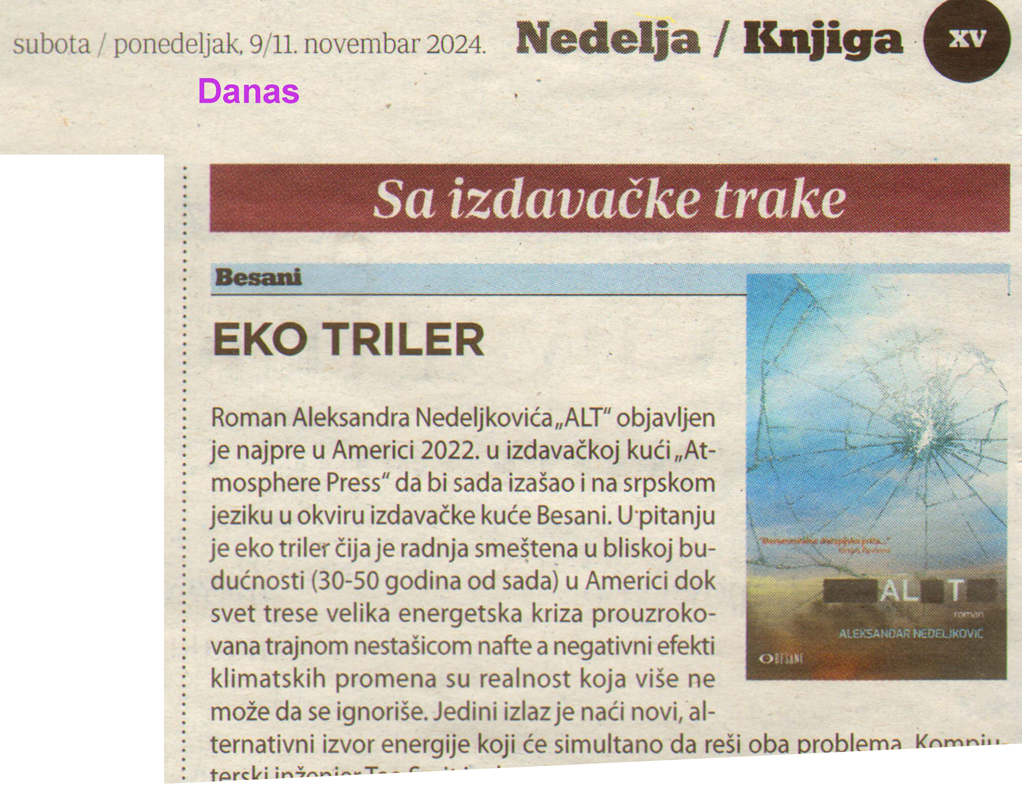 subota / ponedeljak, 9/11. novembar 2024.
Nedelja / Knjiga
XV
Danas
Sa izdavačke trake
Besani
EKO TRILER
Roman Aleksandra Nedeljkovića „ALT“ objavljen
je najpre u Americi 2022. u izdavačkoj kući „At-
mosphere Press“ da bi sada izašao i na srpskom
jeziku u okviru izdavačke kuće Besani. U pitanju
je eko triler čija je radnja smeštena u bliskoj bu-
dućnosti (30-50 godina od sada) u Americi dok
svet trese velika energetska kriza prouzroko-
vana trajnom nestašicom nafte a negativni efekti
klimatskih promena su realnost koja više ne
može da se ignoriše. Jedini izlaz je naći novi, al-
ternativni izvor energije koji će simultano da reši oba problema. Kompju-
terski inženjer
AL T
roman
ALEKSANDAR NEDELJKOVIĆ
BESANI